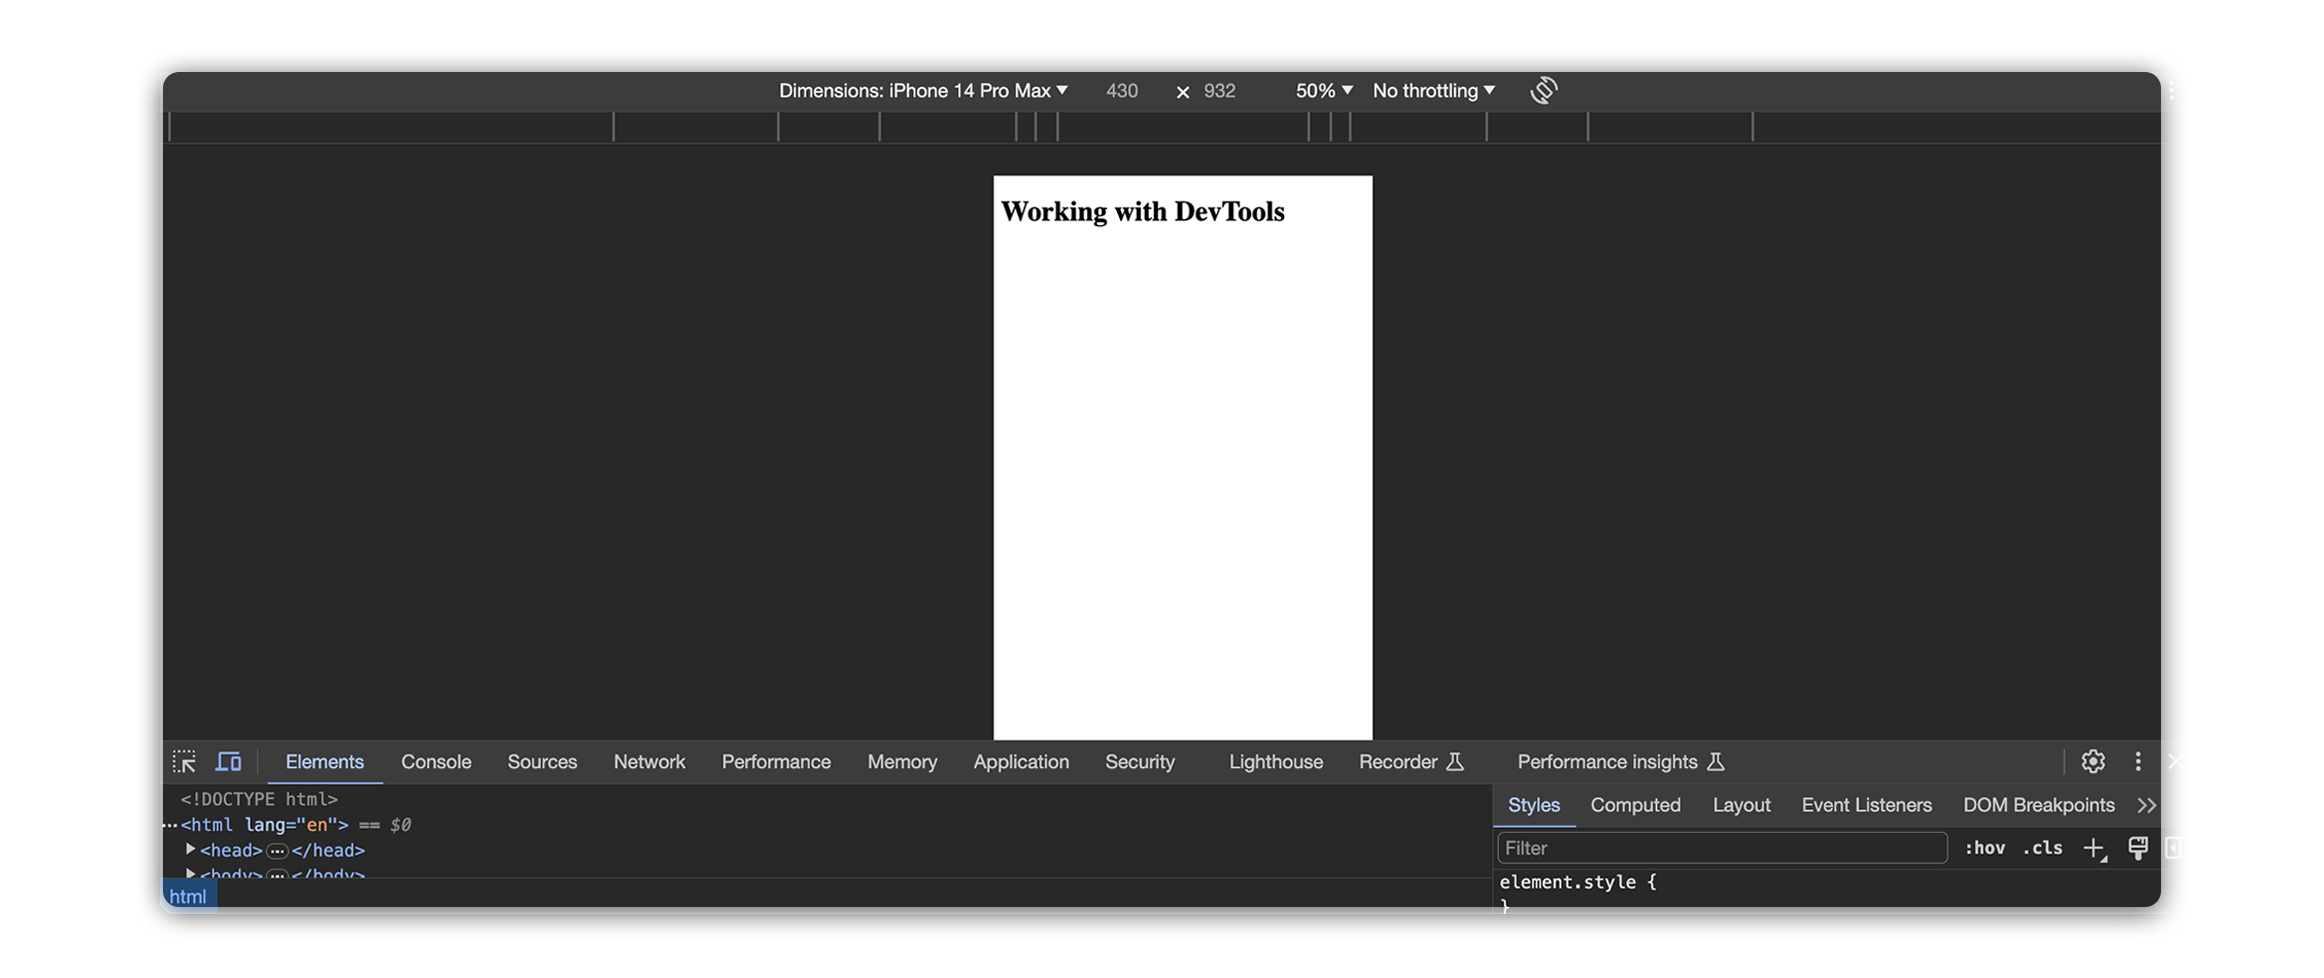 Dimensions: iPhone 14 Pro Max 430 × 932 50% No throttling
Working with DevTools
Elements Console Sources Network Performance Memory Application Security Lighthouse Recorder Performance insights
<!DOCTYPE html>
<html lang="en"> == $0
<head>…</head>
<body>…</body>
html
Styles Computed Layout Event Listeners DOM Breakpoints
Filter :hov .cls
element.style {
}